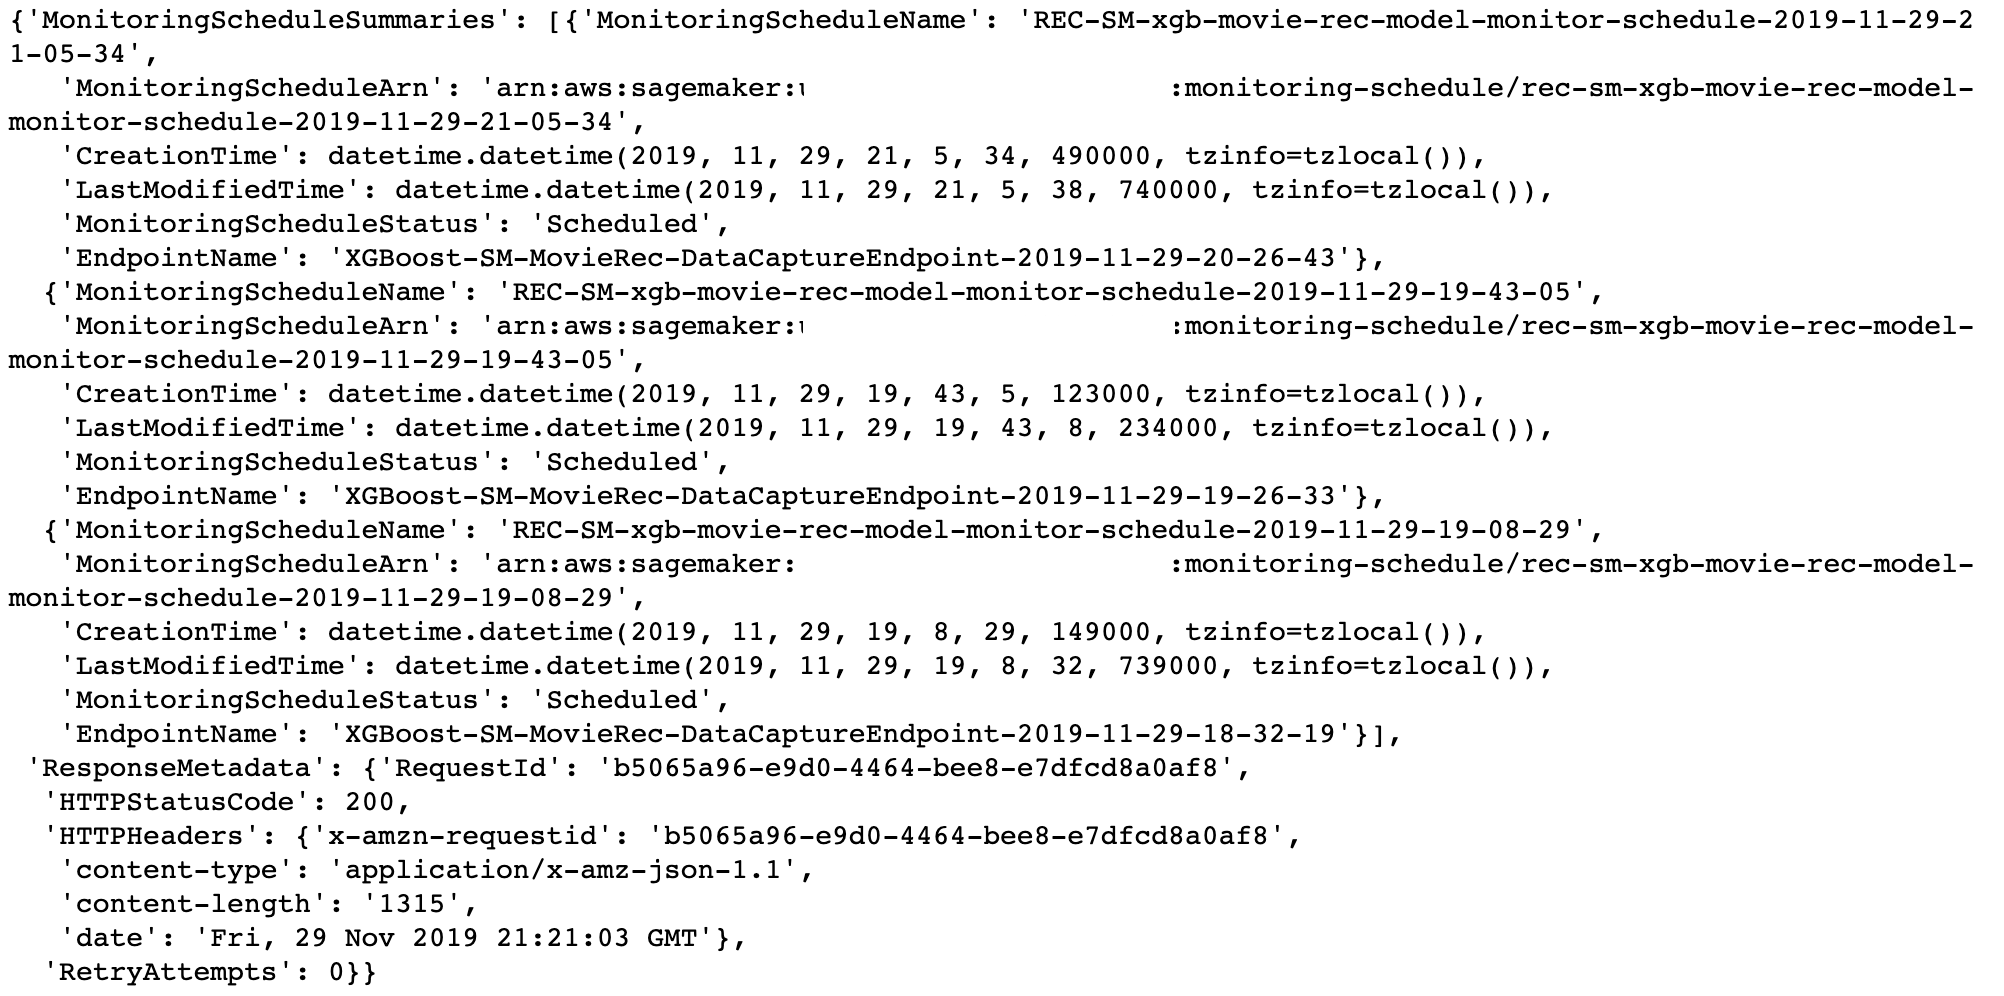 {'MonitoringScheduleSummaries': [{'MonitoringScheduleName': 'REC-SM-xgb-movie-rec-model-monitor-schedule-2019-11-29-2
1-05-34',
'MonitoringScheduleArn': 'arn:aws:sagemaker: :monitoring-schedule/rec-sm-xgb-movie-rec-model-
monitor-schedule-2019-11-29-21-05-34',
'CreationTime': datetime.datetime(2019, 11, 29, 21, 5, 34, 490000, tzinfo=tzlocal()),
'LastModifiedTime': datetime.datetime(2019, 11, 29, 21, 5, 38, 740000, tzinfo=tzlocal()),
'MonitoringScheduleStatus': 'Scheduled',
'EndpointName': 'XGBoost-SM-MovieRec-DataCaptureEndpoint-2019-11-29-20-26-43'},
{'MonitoringScheduleName': 'REC-SM-xgb-movie-rec-model-monitor-schedule-2019-11-29-19-43-05',
'MonitoringScheduleArn': 'arn:aws:sagemaker: :monitoring-schedule/rec-sm-xgb-movie-rec-model-
monitor-schedule-2019-11-29-19-43-05',
'CreationTime': datetime.datetime(2019, 11, 29, 19, 43, 5, 123000, tzinfo=tzlocal()),
'LastModifiedTime': datetime.datetime(2019, 11, 29, 19, 43, 8, 234000, tzinfo=tzlocal()),
'MonitoringScheduleStatus': 'Scheduled',
'EndpointName': 'XGBoost-SM-MovieRec-DataCaptureEndpoint-2019-11-29-19-26-33'},
{'MonitoringScheduleName': 'REC-SM-xgb-movie-rec-model-monitor-schedule-2019-11-29-19-08-29',
'MonitoringScheduleArn': 'arn:aws:sagemaker: :monitoring-schedule/rec-sm-xgb-movie-rec-model-
monitor-schedule-2019-11-29-19-08-29',
'CreationTime': datetime.datetime(2019, 11, 29, 19, 8, 29, 149000, tzinfo=tzlocal()),
'LastModifiedTime': datetime.datetime(2019, 11, 29, 19, 8, 32, 739000, tzinfo=tzlocal()),
'MonitoringScheduleStatus': 'Scheduled',
'EndpointName': 'XGBoost-SM-MovieRec-DataCaptureEndpoint-2019-11-29-18-32-19'}],
'ResponseMetadata': {'RequestId': 'b5065a96-e9d0-4464-bee8-e7dfcd8a0af8',
'HTTPStatusCode': 200,
'HTTPHeaders': {'x-amzn-requestid': 'b5065a96-e9d0-4464-bee8-e7dfcd8a0af8',
'content-type': 'application/x-amz-json-1.1',
'content-length': '1315',
'date': 'Fri, 29 Nov 2019 21:21:03 GMT'},
'RetryAttempts': 0}}